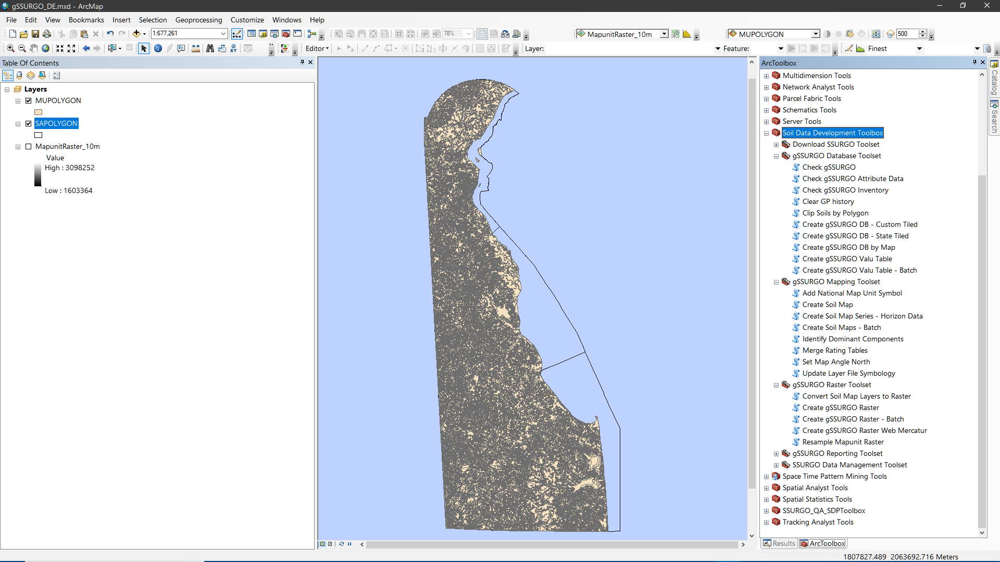 gSSURGO_DE.mxd - ArcMap
File Edit View Bookmarks Insert Selection Geoprocessing Customize Windows Help
1:677,261 78% MapunitRaster_10m MUPOLYGON 500
Editor Layer: Feature: Finest
Table Of Contents
Layers
MUPOLYGON
SAPOLYGON
MapunitRaster_10m
Value
High : 3098252
Low : 1603364
ArcToolbox
Multidimension Tools
Network Analyst Tools
Parcel Fabric Tools
Schematics Tools
Server Tools
Soil Data Development Toolbox
Download SSURGO Toolset
gSSURGO Database Toolset
Check gSSURGO
Check gSSURGO Attribute Data
Check gSSURGO Inventory
Clear GP history
Clip Soils by Polygon
Create gSSURGO DB - Custom Tiled
Create gSSURGO DB - State Tiled
Create gSSURGO DB by Map
Create gSSURGO Valu Table
Create gSSURGO Valu Table - Batch
gSSURGO Mapping Toolset
Add National Map Unit Symbol
Create Soil Map
Create Soil Map Series - Horizon Data
Create Soil Maps - Batch
Identify Dominant Components
Merge Rating Tables
Set Map Angle North
Update Layer File Symbology
gSSURGO Raster Toolset
Convert Soil Map Layers to Raster
Create gSSURGO Raster
Create gSSURGO Raster - Batch
Create gSSURGO Raster Web Mercatur
Resample Mapunit Raster
gSSURGO Reporting Toolset
SSURGO Data Management Toolset
Space Time Pattern Mining Tools
Spatial Analyst Tools
Spatial Statistics Tools
SSURGO_QA_SDPToolbox
Tracking Analyst Tools
Results ArcToolbox
Catalog
Search
1807827.489 2063692.716 Meters